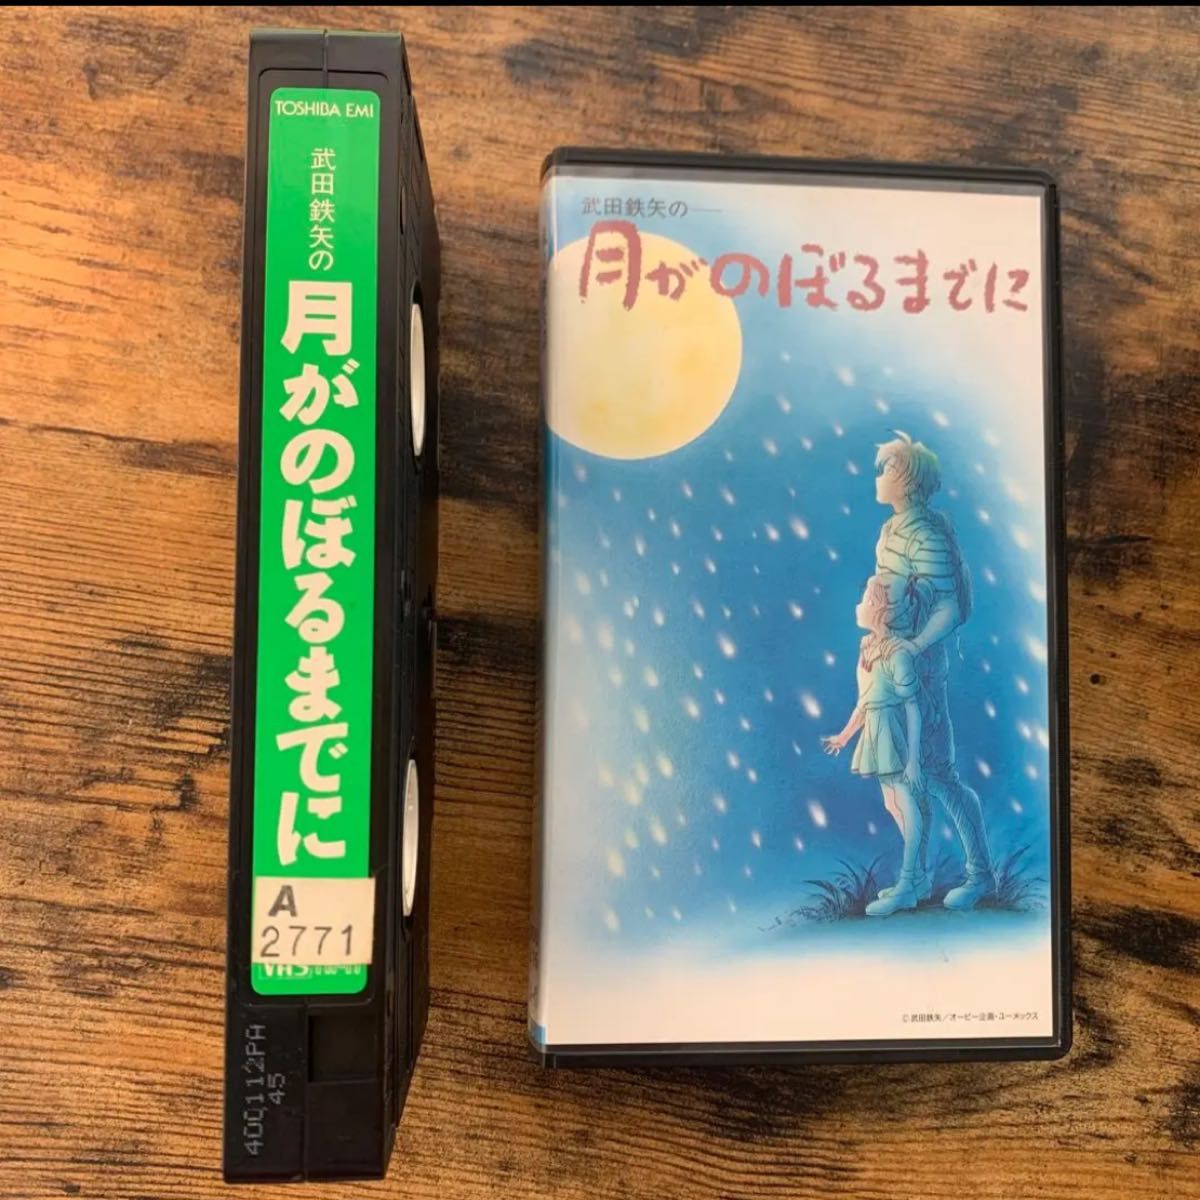 TOSHIBA EMI
武田鉄矢の
月がのぼるまでに
A
2771
400112PA
45
武田鉄矢の
月がのぼるまでに
©武田鉄矢/オービー企画・ユーメックス